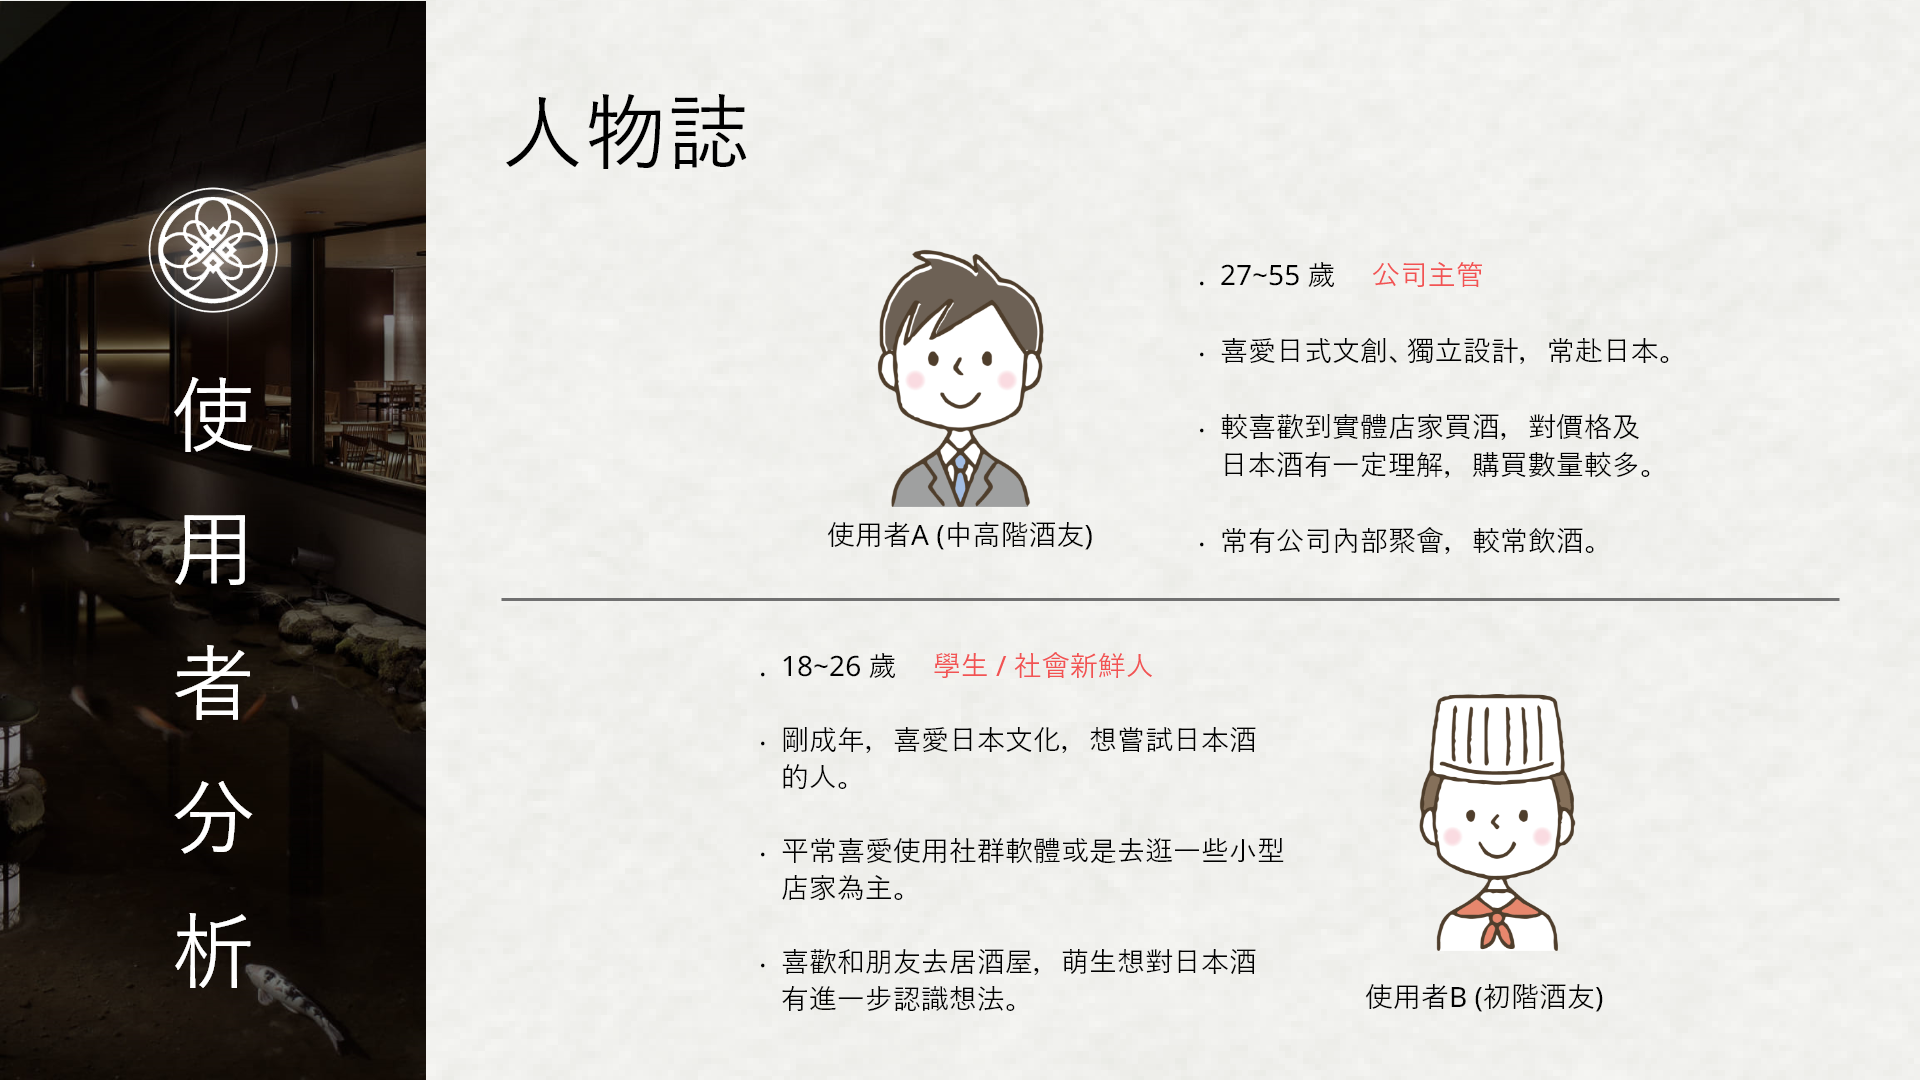 使用者分析
人物誌
. 27~55 歲 公司主管
· 喜愛日式文創、獨立設計，常赴日本。
· 較喜歡到實體店家買酒，對價格及
日本酒有一定理解，購買數量較多。
· 常有公司內部聚會，較常飲酒。
使用者A (中高階酒友)
. 18~26 歲 學生 / 社會新鮮人
· 剛成年，喜愛日本文化，想嘗試日本酒
的人。
· 平常喜愛使用社群軟體或是去逛一些小型
店家為主。
· 喜歡和朋友去居酒屋，萌生想對日本酒
有進一步認識想法。
使用者B (初階酒友)